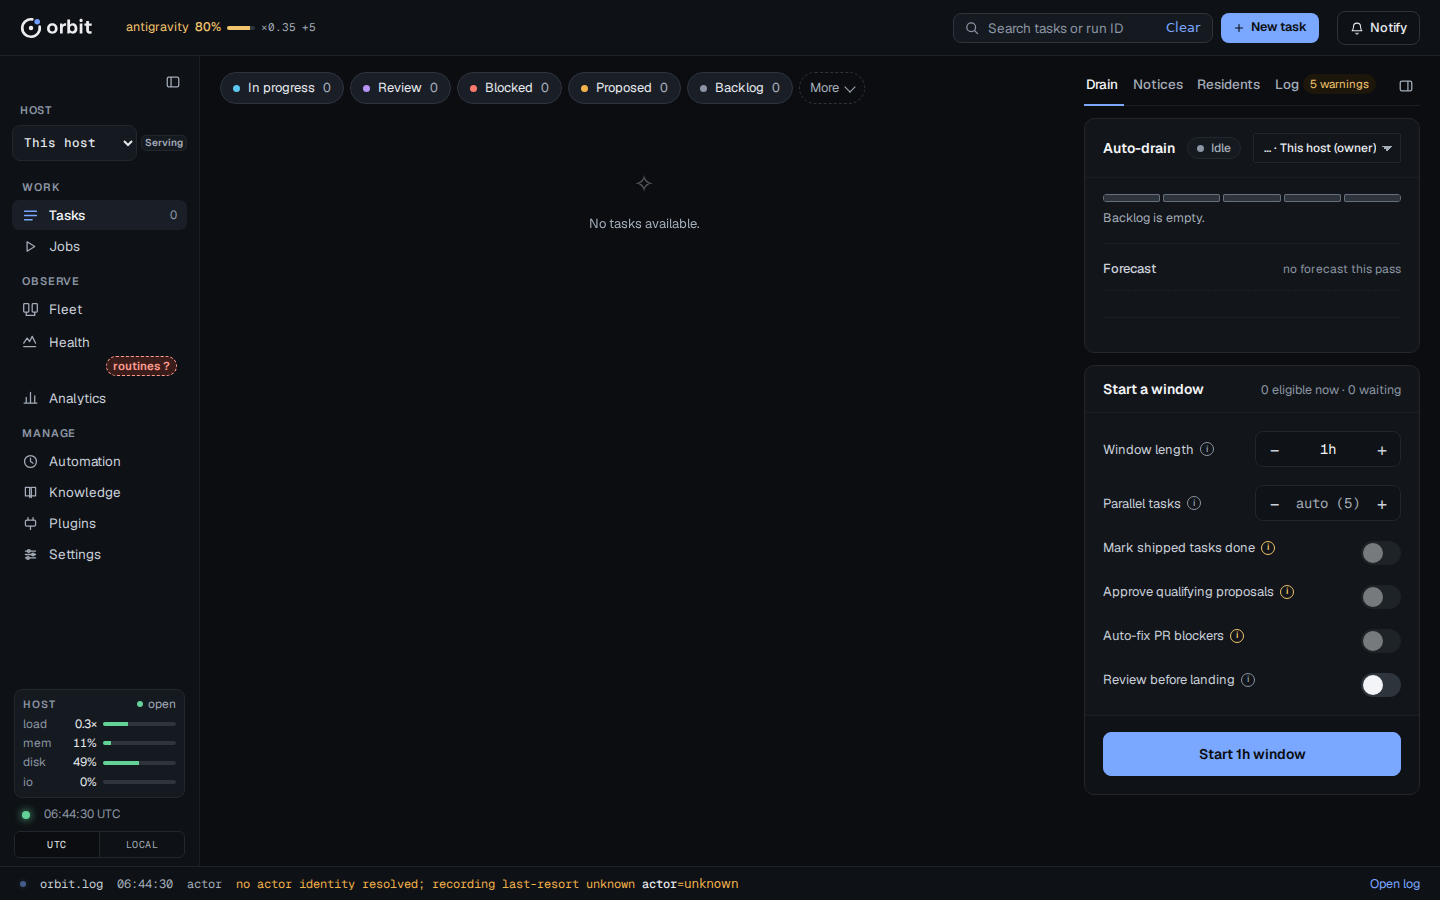 orbit
antigravity 80% ×0.35 +5
Search tasks or run ID Clear
+ New task
Notify
HOST
This host Serving
WORK
Tasks 0
Jobs
OBSERVE
Fleet
Health
routines ?
Analytics
MANAGE
Automation
Knowledge
Plugins
Settings
HOST open
load 0.3×
mem 11%
disk 49%
io 0%
06:44:30 UTC
UTC LOCAL
In progress 0 Review 0 Blocked 0 Proposed 0 Backlog 0 More
No tasks available.
Drain Notices Residents Log 5 warnings
Auto-drain Idle … · This host (owner)
Backlog is empty.
Forecast no forecast this pass
Start a window 0 eligible now · 0 waiting
Window length − 1h +
Parallel tasks − auto (5) +
Mark shipped tasks done
Approve qualifying proposals
Auto-fix PR blockers
Review before landing
Start 1h window
orbit.log 06:44:30 actor no actor identity resolved; recording last-resort unknown actor=unknown Open log